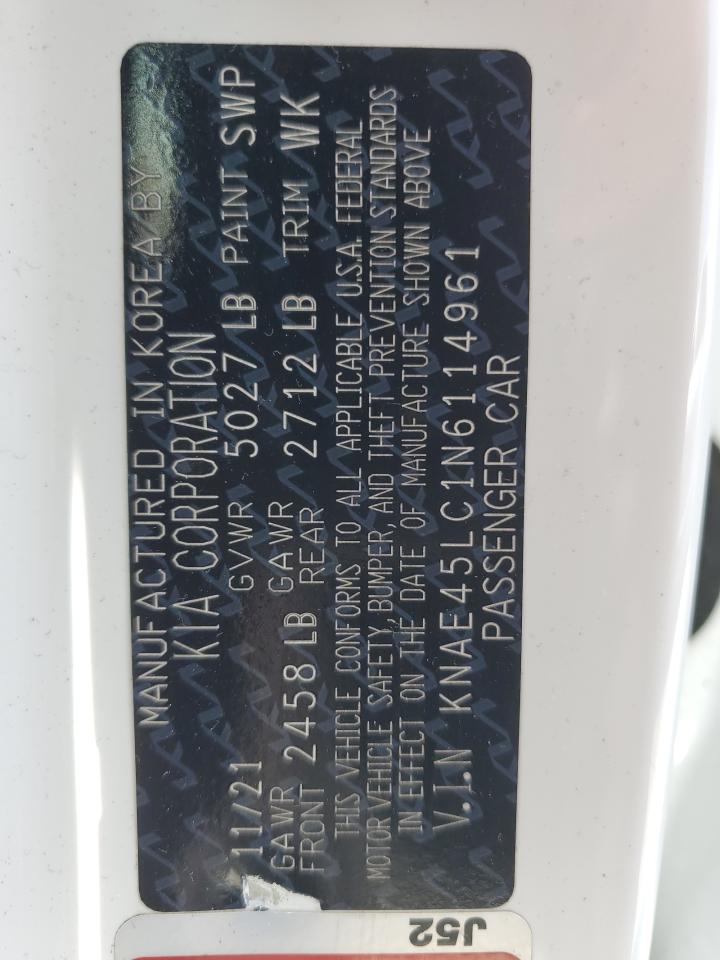 MANUFACTURED IN KOREA BY
KIA CORPORATION
11/21 GVWR 5027 LB PAINT SWP
GAWR FRONT 2458 LB GAWR REAR 2712 LB TRIM WK
THIS VEHICLE CONFORMS TO ALL APPLICABLE U.S.A. FEDERAL
MOTOR VEHICLE SAFETY, BUMPER, AND THEFT PREVENTION STANDARDS
IN EFFECT ON THE DATE OF MANUFACTURE SHOWN ABOVE
V.I.N KNAE45LC1N6114961
PASSENGER CAR
J52